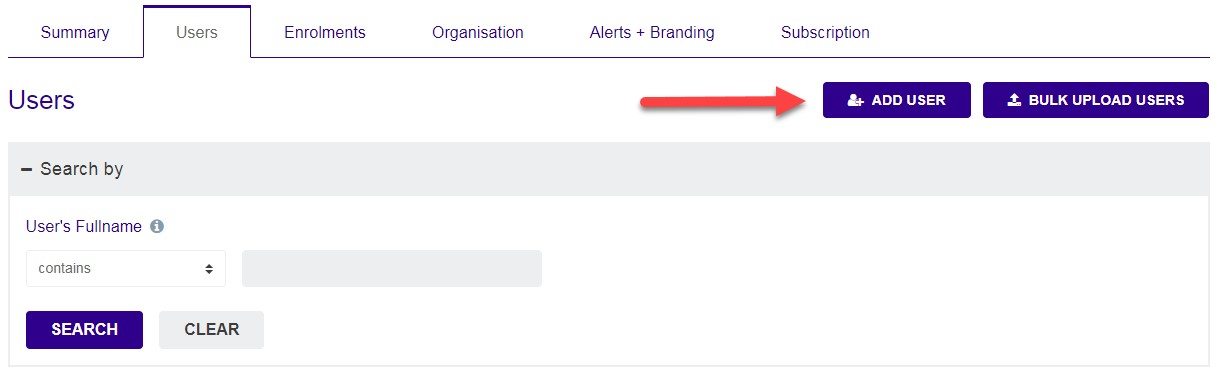 Summary Users Enrolments Organisation Alerts + Branding Subscription
Users ADD USER BULK UPLOAD USERS
Search by
User's Fullname
contains
SEARCH CLEAR